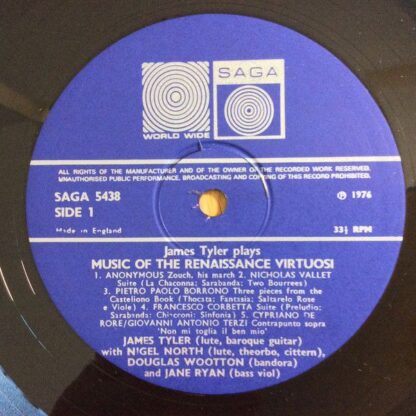 WORLD WIDE
SAGA
ALL RIGHTS OF THE MANUFACTURER AND OF THE OWNER OF THE RECORDED WORK RESERVED.
UNAUTHORISED PUBLIC PERFORMANCE, BROADCASTING AND COPYING OF THIS RECORD PROHIBITED.
SAGA 5438
SIDE 1
Made in England
℗ 1976
33⅓ RPM
James Tyler plays
MUSIC OF THE RENAISSANCE VIRTUOSI
1. ANONYMOUS Zouch, his march 2. NICHOLAS VALLET
Suite (La Chaconna; Sarabanda; Two Bourrees)
3. PIETRO PAOLO BORRONO Three pieces from the
Casteliono Book (Thocata; Fantasia; Saltarelo Rose
e Viole) 4. FRANCESCO CORBETTA Suite (Preludio;
Sarabanda; Chiacconi; Sinfonia) 5. CYPRIANO DE
RORE/GIOVANNI ANTONIO TERZI Contrapunto sopra
'Non mi toglia il ben mio'
JAMES TYLER (lute, baroque guitar)
with NIGEL NORTH (lute, theorbo, cittern),
DOUGLAS WOOTTON (bandora)
and JANE RYAN (bass viol)